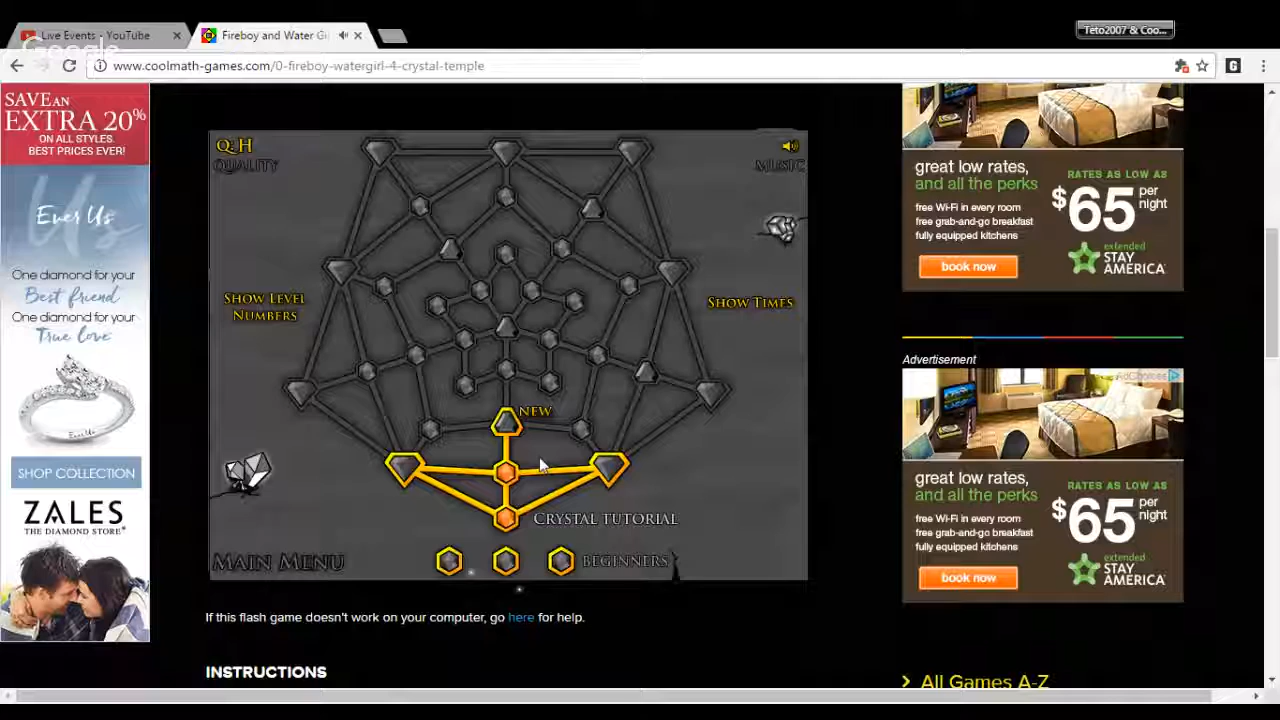 Live Events - YouTube
Fireboy and Water Gi
Teto2007 & Coo...
Google
www.coolmath-games.com/0-fireboy-watergirl-4-crystal-temple
G
SAVE AN
EXTRA 20%
ON ALL STYLES.
BEST PRICES EVER!
Ever Us
One diamond for your
Best friend
One diamond for your
True love
Ever Us
SHOP COLLECTION
ZALES
THE DIAMOND STORE®
Q:H
QUALITY
MUSIC
SHOW LEVEL
NUMBERS
SHOW TIMES
NEW
CRYSTAL TUTORIAL
MAIN MENU
BEGINNERS
If this flash game doesn't work on your computer, go here for help.
INSTRUCTIONS
great low rates,
and all the perks
free Wi-Fi in every room
free grab-and-go breakfast
fully equipped kitchens
book now
RATES AS LOW AS
$65 per night
extended
STAY
AMERICA
Advertisement
AdChoices
great low rates,
and all the perks
free Wi-Fi in every room
free grab-and-go breakfast
fully equipped kitchens
book now
RATES AS LOW AS
$65 per night
extended
STAY
AMERICA
All Games A-Z